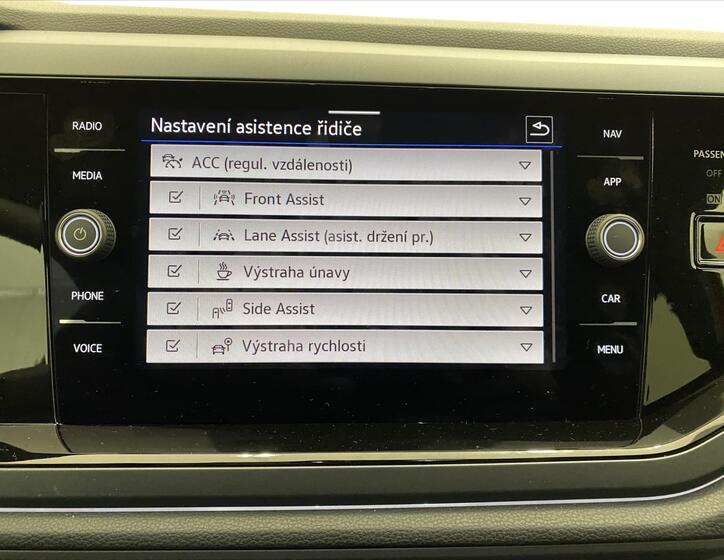 RADIO
MEDIA
PHONE
VOICE
Nastavení asistence řidiče
ACC (regul. vzdálenosti)
Front Assist
Lane Assist (asist. držení pr.)
Výstraha únavy
Side Assist
Výstraha rychlosti
NAV
APP
CAR
MENU
OFF
ON